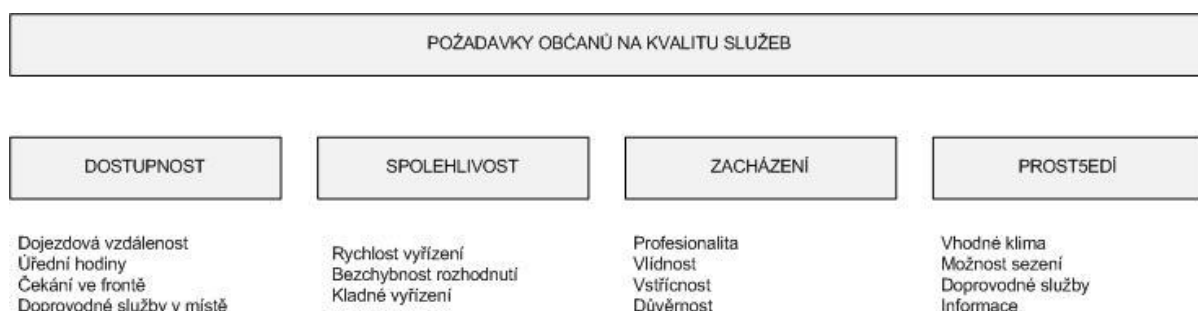 POŽADAVKY OBĆANŮ NA KVALITU SLUŽEB
DOSTUPNOST
Dojezdová vzdálenost
Úřední hodiny
Čekání ve frontě
Doprovodné služby v místě
SPOLEHLIVOST
Rychlost vyřízení
Bezchybnost rozhodnutí
Kladné vyřízení
ZACHÁZENÍ
Profesionalita
Vlídnost
Vstřícnost
Důvěrnost
PROST5EDÍ
Vhodné klima
Možnost sezení
Doprovodné služby
Informace